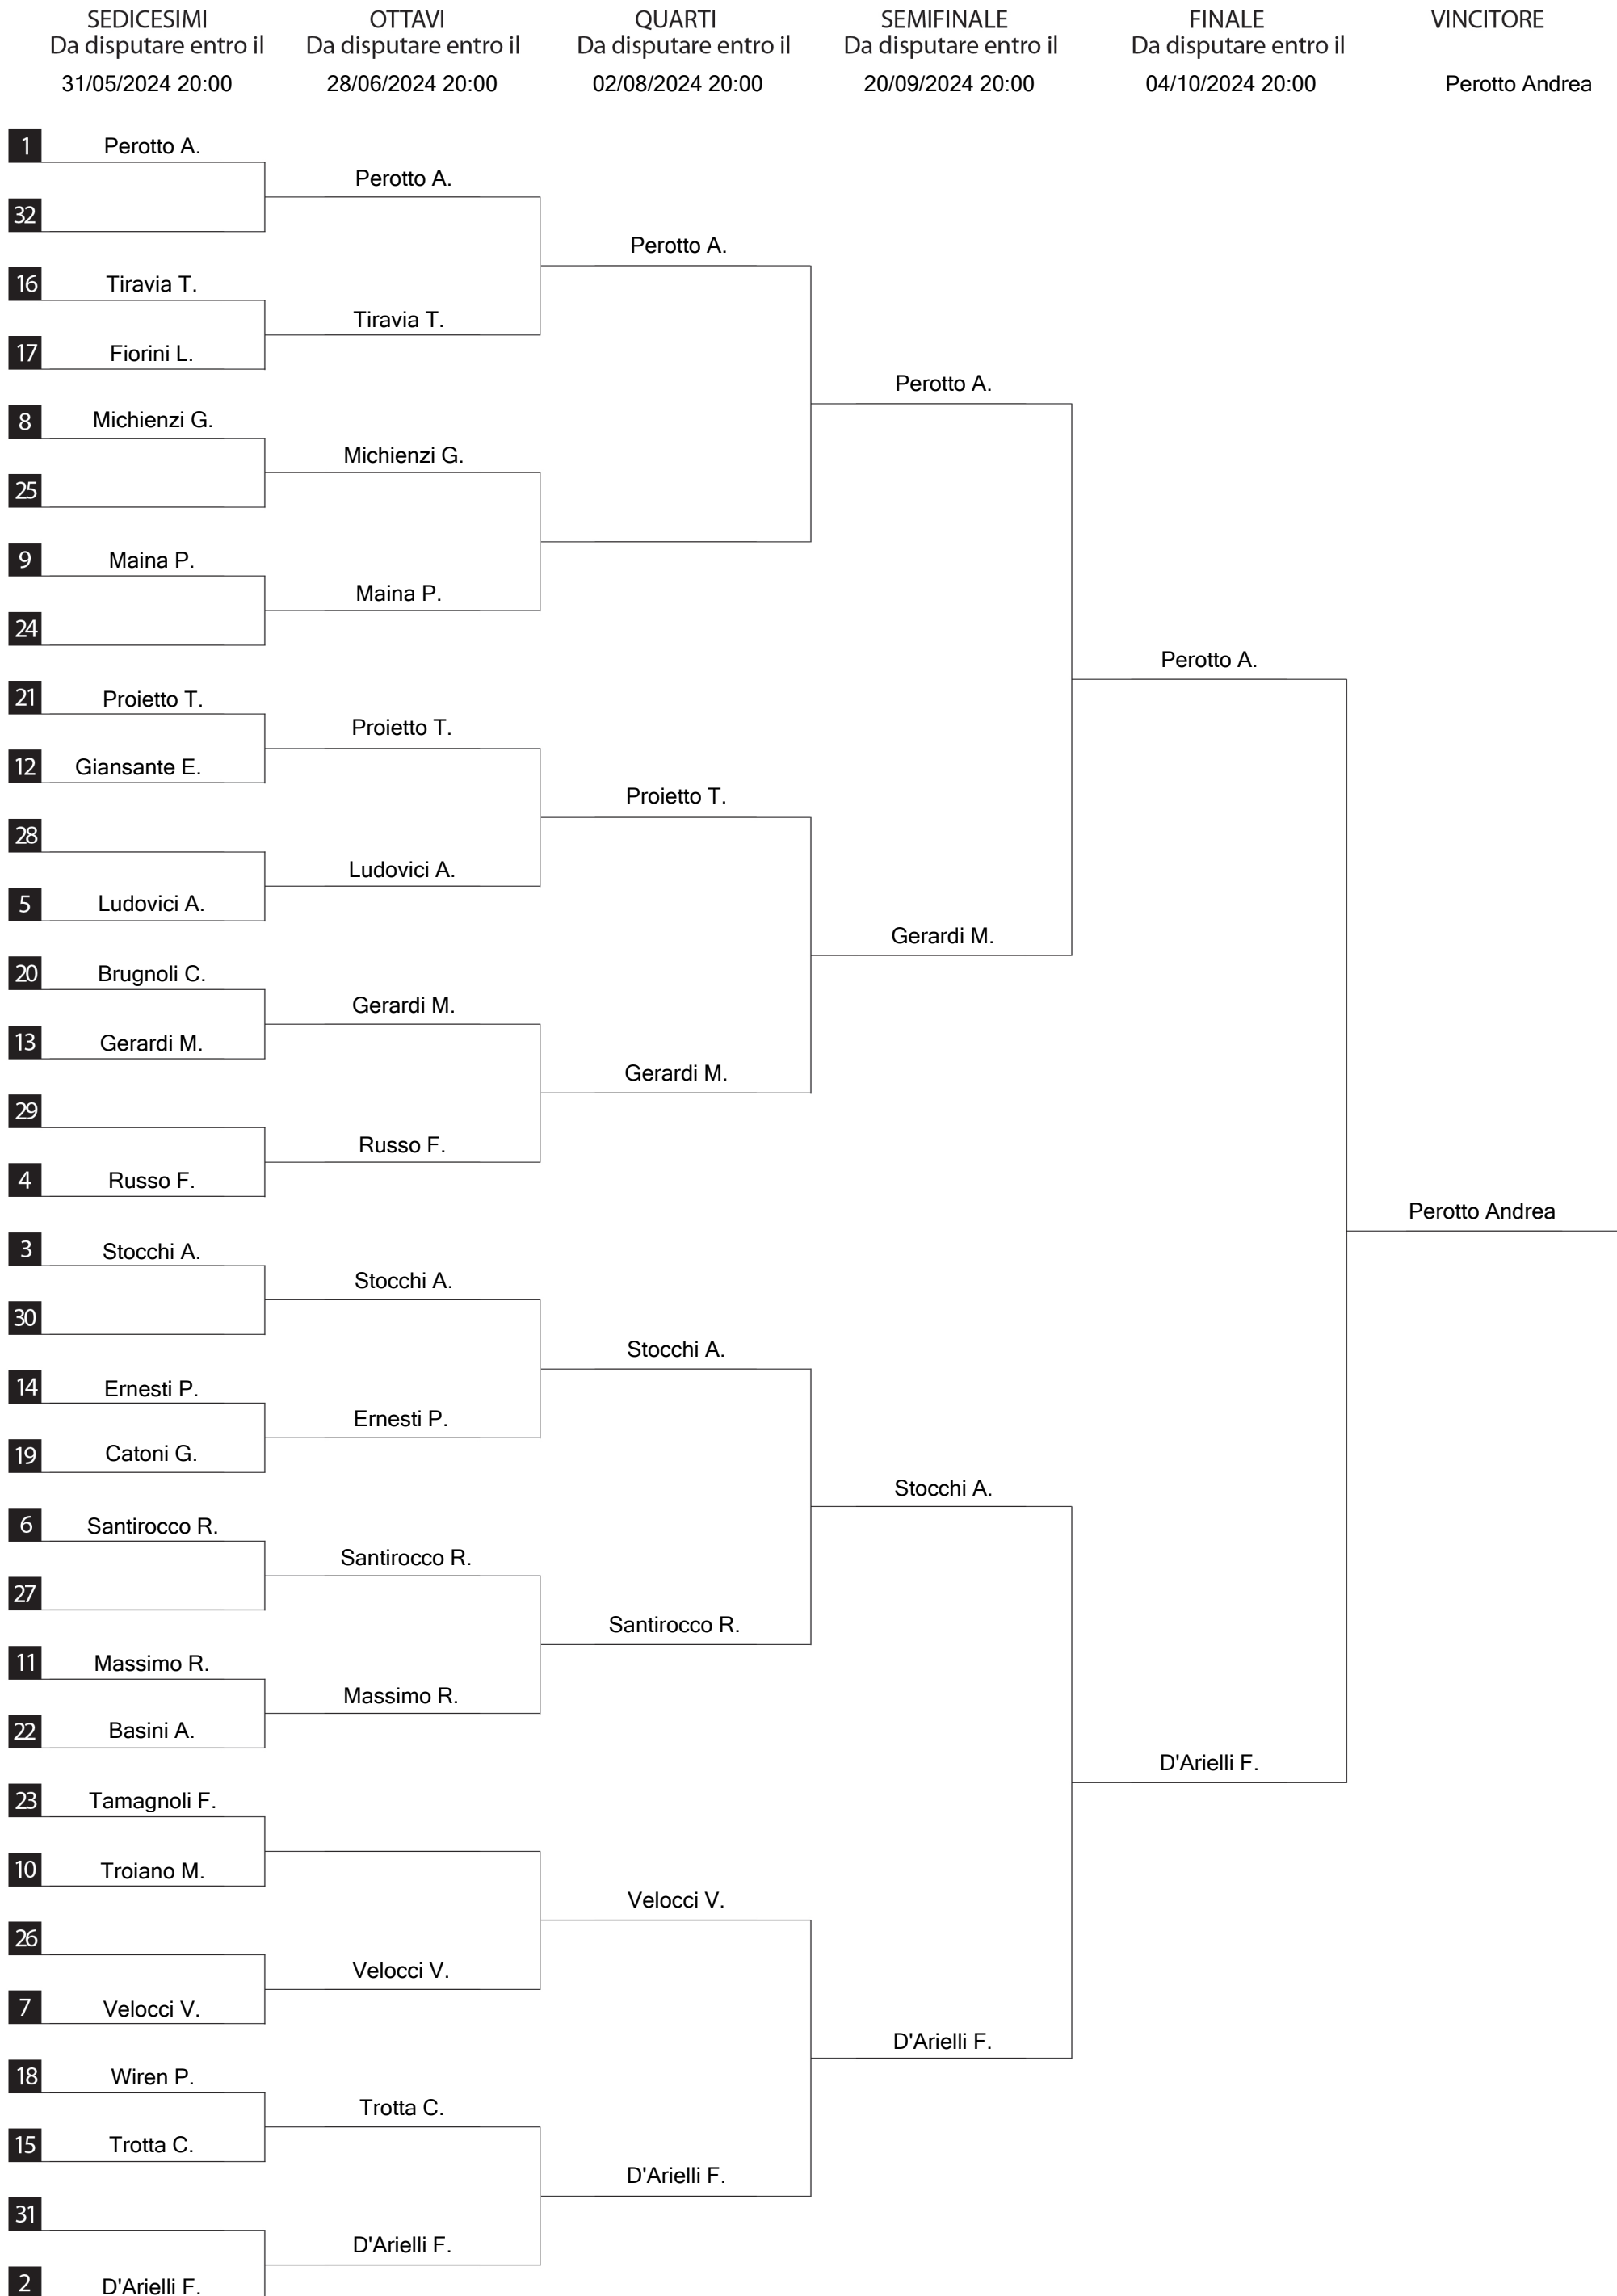 SEDICESIMI
Da disputare entro il
31/05/2024 20:00
OTTAVI
Da disputare entro il
28/06/2024 20:00
QUARTI
Da disputare entro il
02/08/2024 20:00
SEMIFINALE
Da disputare entro il
20/09/2024 20:00
FINALE
Da disputare entro il
04/10/2024 20:00
VINCITORE
Perotto Andrea
1 Perotto A.
32
16 Tiravia T.
17 Fiorini L.
8 Michienzi G.
25
9 Maina P.
24
21 Proietto T.
12 Giansante E.
28
5 Ludovici A.
20 Brugnoli C.
13 Gerardi M.
29
4 Russo F.
3 Stocchi A.
30
14 Ernesti P.
19 Catoni G.
6 Santirocco R.
27
11 Massimo R.
22 Basini A.
23 Tamagnoli F.
10 Troiano M.
26
7 Velocci V.
18 Wiren P.
15 Trotta C.
31
2 D'Arielli F.
Perotto A.
Tiravia T.
Michienzi G.
Maina P.
Proietto T.
Ludovici A.
Gerardi M.
Russo F.
Stocchi A.
Ernesti P.
Santirocco R.
Massimo R.
Velocci V.
Trotta C.
D'Arielli F.
Perotto A.
Proietto T.
Gerardi M.
Stocchi A.
Santirocco R.
Velocci V.
D'Arielli F.
Perotto A.
Gerardi M.
Stocchi A.
D'Arielli F.
Perotto A.
D'Arielli F.
Perotto Andrea